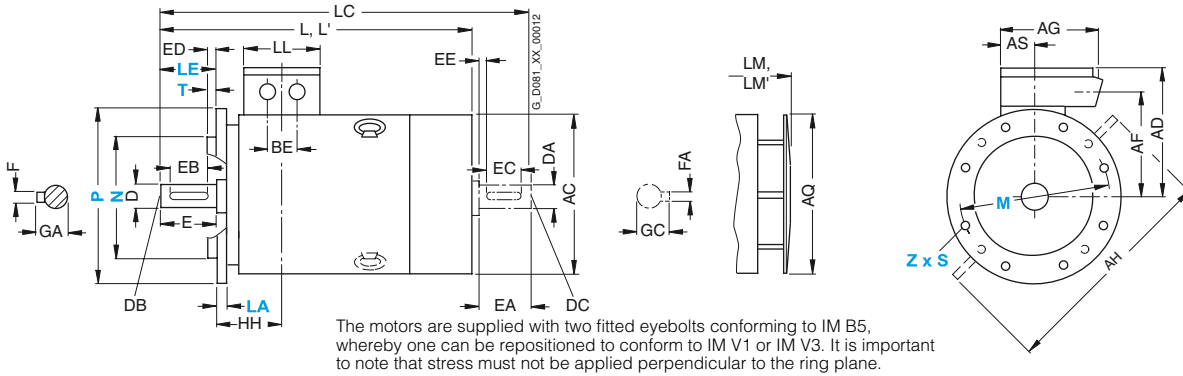 LC
L, L'
ED
LL
LE
EE
T
G_D081_XX_00012
LM,
LM'
AG
AS
BE
EB
F
P
N
D
EC
DA
AC
FA
AQ
AF
AD
GA
E
GC
M
Z x S
AH
DB
LA
HH
EA
DC
The motors are supplied with two fitted eyebolts conforming to IM B5,
whereby one can be repositioned to conform to IM V1 or IM V3. It is important
to note that stress must not be applied perpendicular to the ring plane.